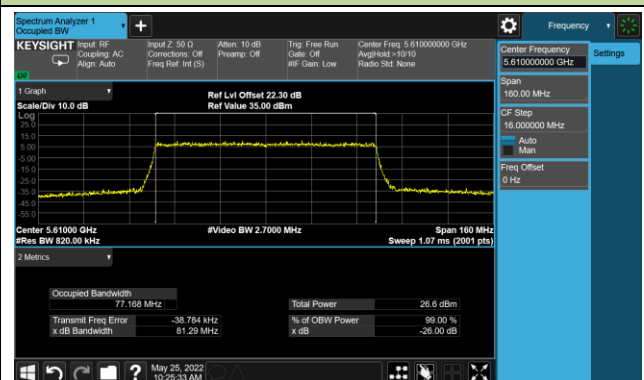 Spectrum Analyzer 1
Occupied BW
+
Frequency
KEYSIGHT
Input: RF
Coupling: AC
Align: Auto
Input Z: 50 Ω
Corrections: Off
Freq Ref: Int (S)
Atten: 10 dB
Preamp: Off
Trig: Free Run
Gate: Off
#IF Gain: Low
Center Freq: 5.610000000 GHz
Avg|Hold:>10/10
Radio Std: None
1 Graph
Scale/Div 10.0 dB
Ref Lvl Offset 22.30 dB
Ref Value 35.00 dBm
Log
25.0
15.0
5.00
-5.00
-15.0
-25.0
-35.0
-45.0
-55.0
Center 5.61000 GHz
#Res BW 820.00 kHz
#Video BW 2.7000 MHz
Span 160 MHz
Sweep 1.07 ms (2001 pts)
2 Metrics
Occupied Bandwidth
77.168 MHz
Transmit Freq Error -38.784 kHz
x dB Bandwidth 81.29 MHz
Total Power 26.6 dBm
% of OBW Power 99.00 %
x dB -26.00 dB
Center Frequency
5.610000000 GHz
Settings
Span
160.00 MHz
CF Step
16.000000 MHz
Auto
Man
Freq Offset
0 Hz
?
May 25, 2022
10:25:33 AM